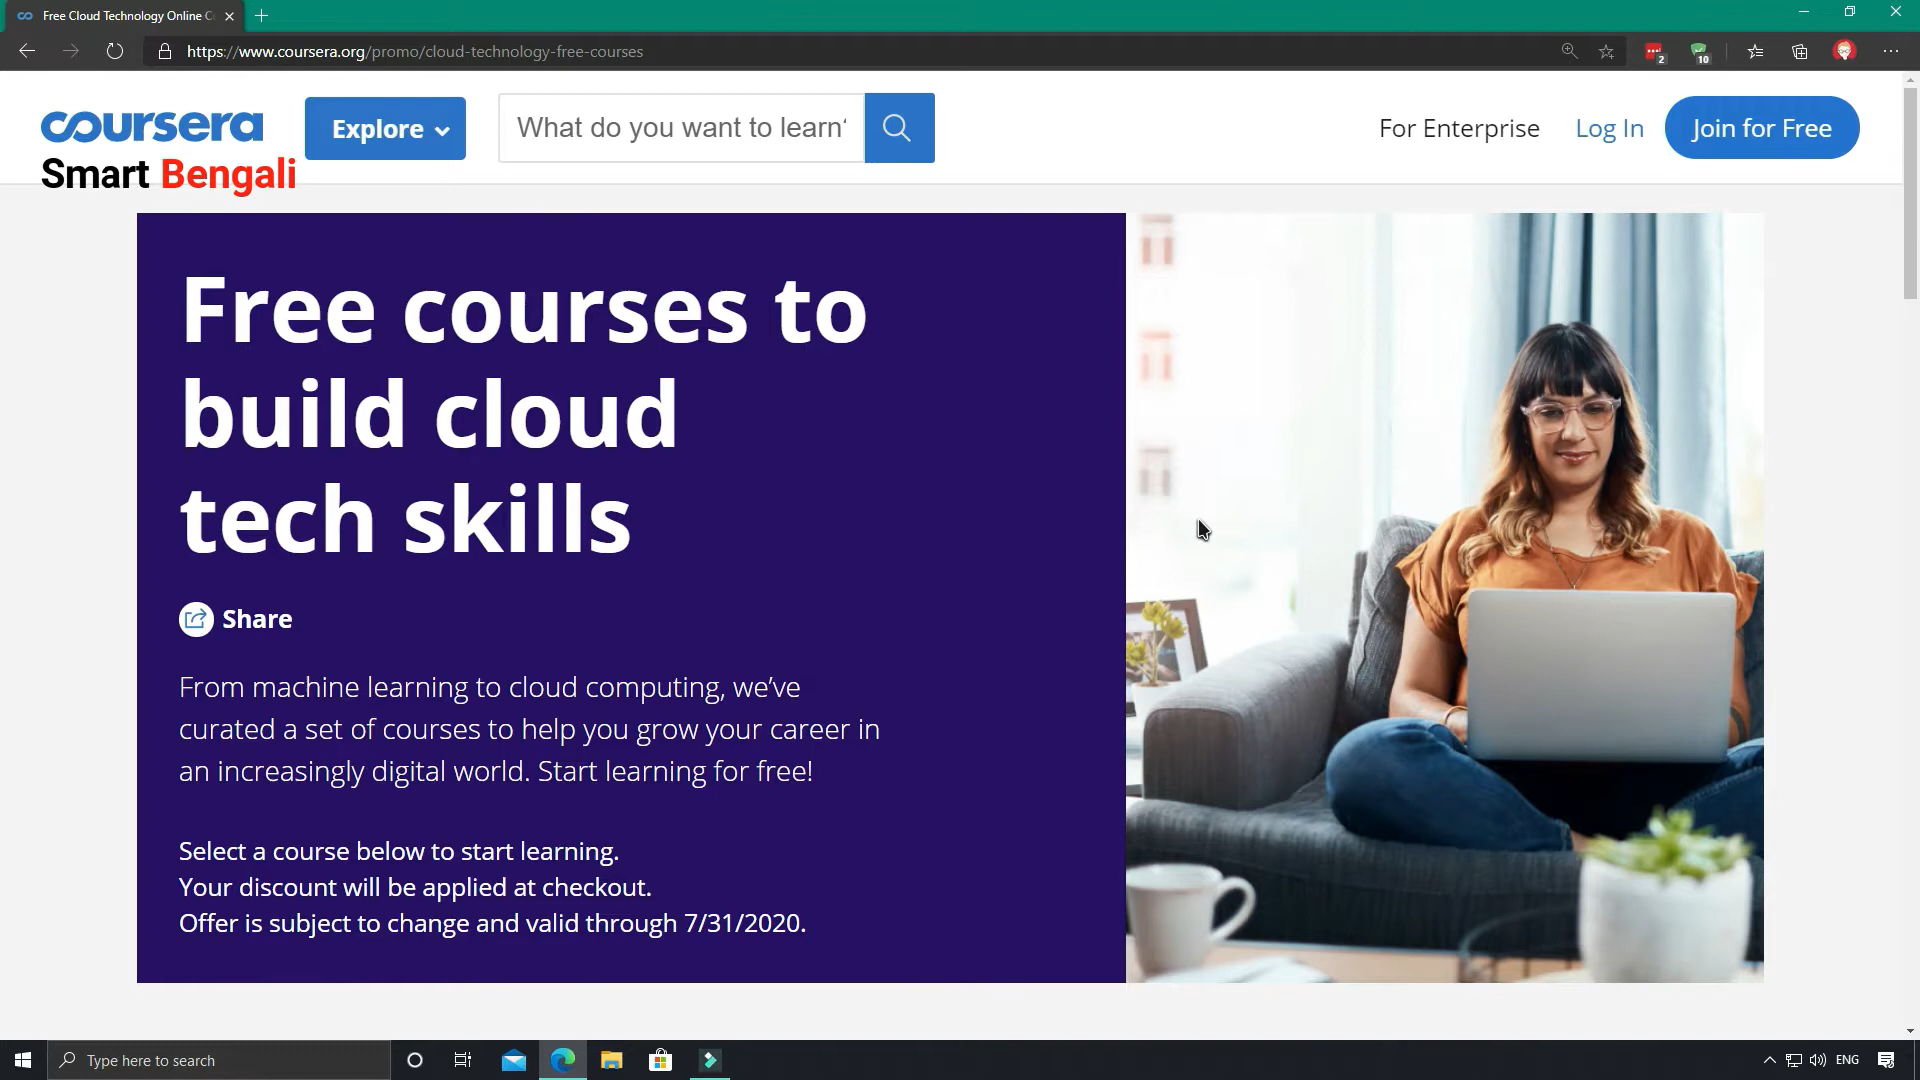 Free Cloud Technology Online C
https://www.coursera.org/promo/cloud-technology-free-courses
2
10
coursera
Explore
What do you want to learn?
For Enterprise
Log In
Join for Free
Smart Bengali
Free courses to
build cloud
tech skills
Share
From machine learning to cloud computing, we’ve
curated a set of courses to help you grow your career in
an increasingly digital world. Start learning for free!
Select a course below to start learning.
Your discount will be applied at checkout.
Offer is subject to change and valid through 7/31/2020.
Type here to search
ENG